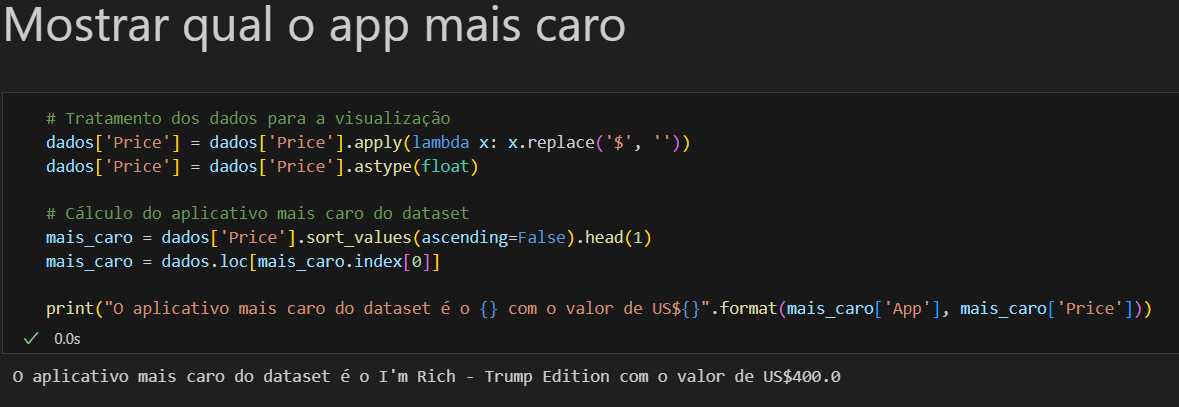 Mostrar qual o app mais caro
# Tratamento dos dados para a visualização
dados['Price'] = dados['Price'].apply(lambda x: x.replace('$', ''))
dados['Price'] = dados['Price'].astype(float)
# Cálculo do aplicativo mais caro do dataset
mais_caro = dados['Price'].sort_values(ascending=False).head(1)
mais_caro = dados.loc[mais_caro.index[0]]
print("O aplicativo mais caro do dataset é o {} com o valor de US${}".format(mais_caro['App'], mais_caro['Price']))
0.0s
O aplicativo mais caro do dataset é o I'm Rich - Trump Edition com o valor de US$400.0